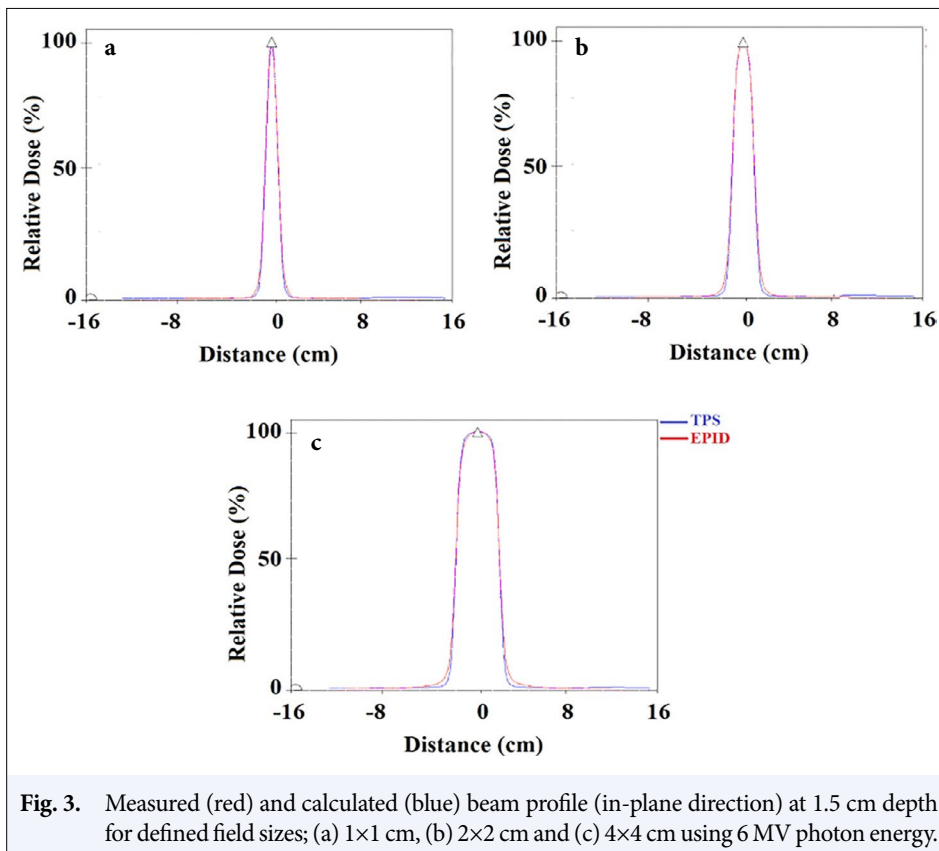 a
100
50
0
Relative Dose (%)
-16 -8 0 8 16
Distance (cm)
b
100
50
0
Relative Dose (%)
-16 -8 0 8 16
Distance (cm)
c
100
50
0
Relative Dose (%)
-16 -8 0 8 16
Distance (cm)
TPS
EPID
Fig. 3. Measured (red) and calculated (blue) beam profile (in-plane direction) at 1.5 cm depth
for defined field sizes; (a) 1×1 cm, (b) 2×2 cm and (c) 4×4 cm using 6 MV photon energy.